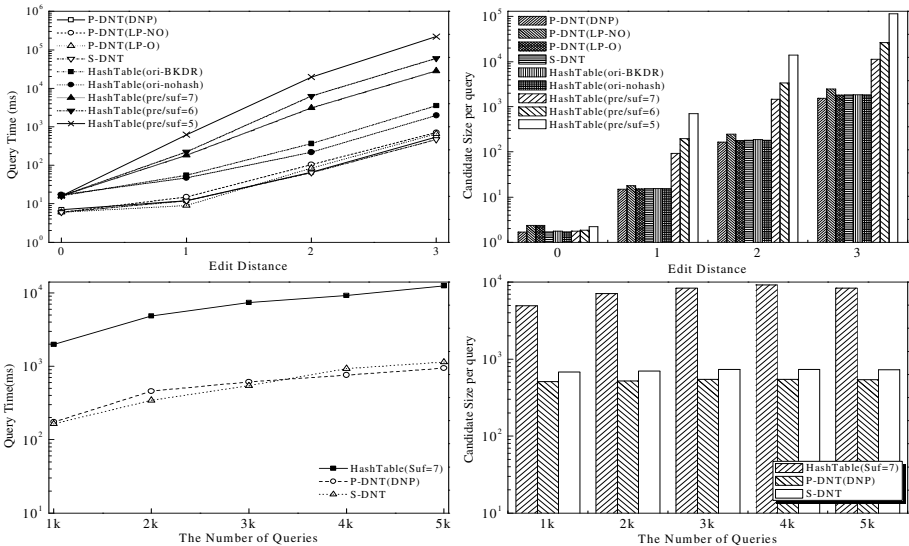 10^6
10^5
10^4
10^3
10^2
10^1
10^0
Query Time (ms)
P-DNT(DNP)
P-DNT(LP-NO)
P-DNT(LP-O)
S-DNT
HashTable(ori-BKDR)
HashTable(ori-nohash)
HashTable(pre/suf=7)
HashTable(pre/suf=6)
HashTable(pre/suf=5)
0 1 2 3
Edit Distance
10^5
10^4
10^3
10^2
10^1
10^0
Candidate Size per query
P-DNT(DNP)
P-DNT(LP-NO)
P-DNT(LP-O)
S-DNT
HashTable(ori-BKDR)
HashTable(ori-nohash)
HashTable(pre/suf=7)
HashTable(pre/suf=6)
HashTable(pre/suf=5)
0 1 2 3
Edit Distance
10^4
10^3
10^2
10^1
Query Time(ms)
HashTable(Suf=7)
P-DNT(DNP)
S-DNT
1k 2k 3k 4k 5k
The Number of Queries
10^4
10^3
10^2
10^1
Candidate Size per query
HashTable(Suf=7)
P-DNT(DNP)
S-DNT
1k 2k 3k 4k 5k
The Number of Queries